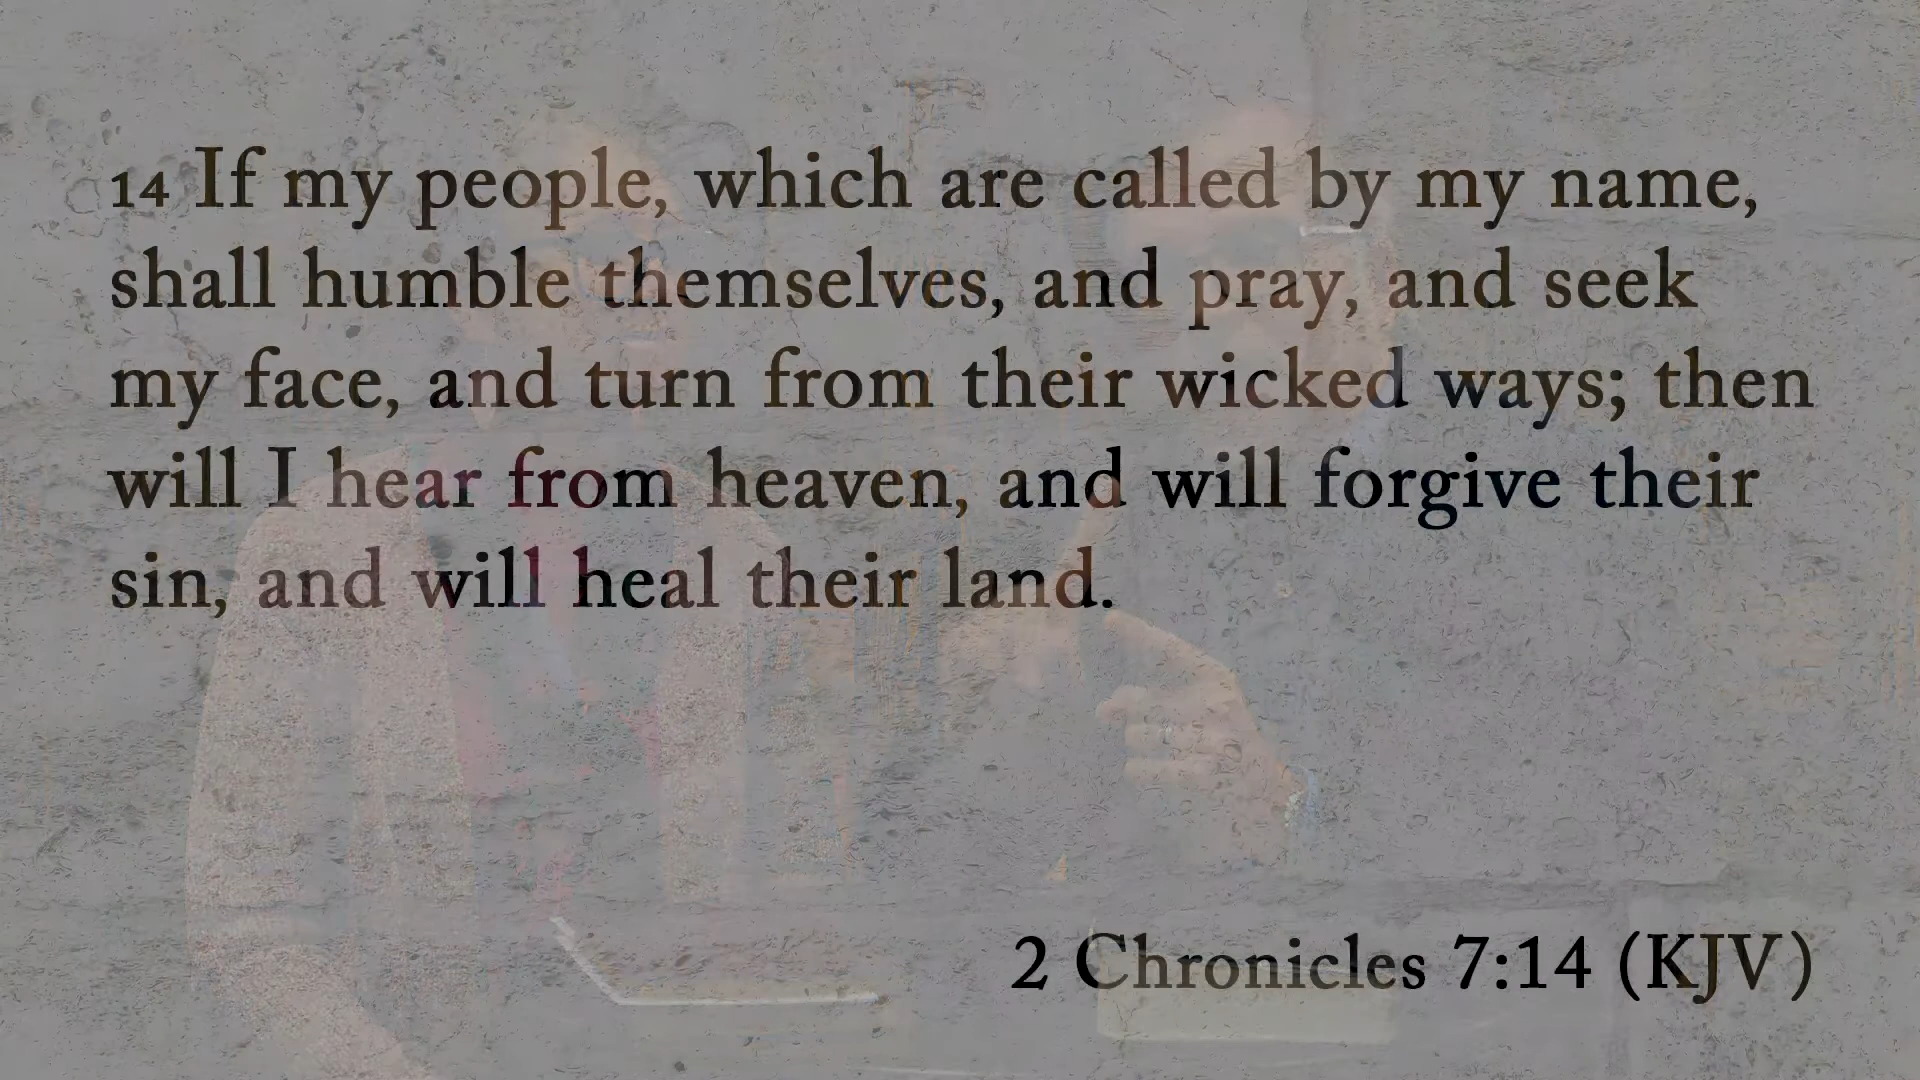 14 If my people, which are called by my name,
shall humble themselves, and pray, and seek
my face, and turn from their wicked ways; then
will I hear from heaven, and will forgive their
sin, and will heal their land.
2 Chronicles 7:14 (KJV)